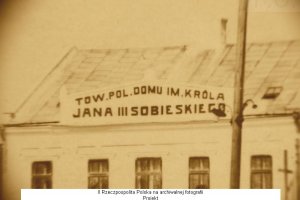 TOW. POL. DOMU IM. KRÓLA
JANA III SOBIESKIEGO
II Rzeczpospolita Polska na archiwalnej fotografii
Projekt